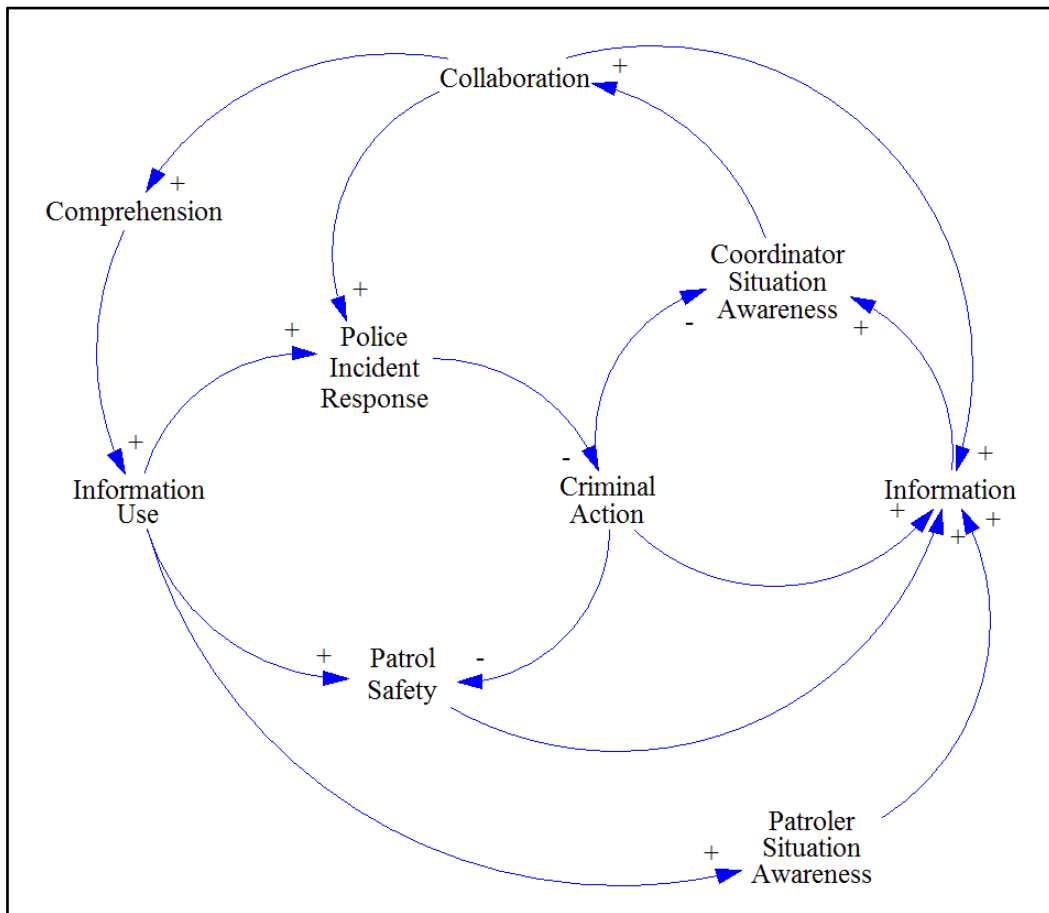 Collaboration
+
+
Comprehension
Coordinator
Situation
Awareness
-
+
+
+
Police
Incident
Response
+
Information
Use
-
Criminal
Action
+
Information
+
+
+
+
Patrol
Safety
-
Patroler
Situation
Awareness
+